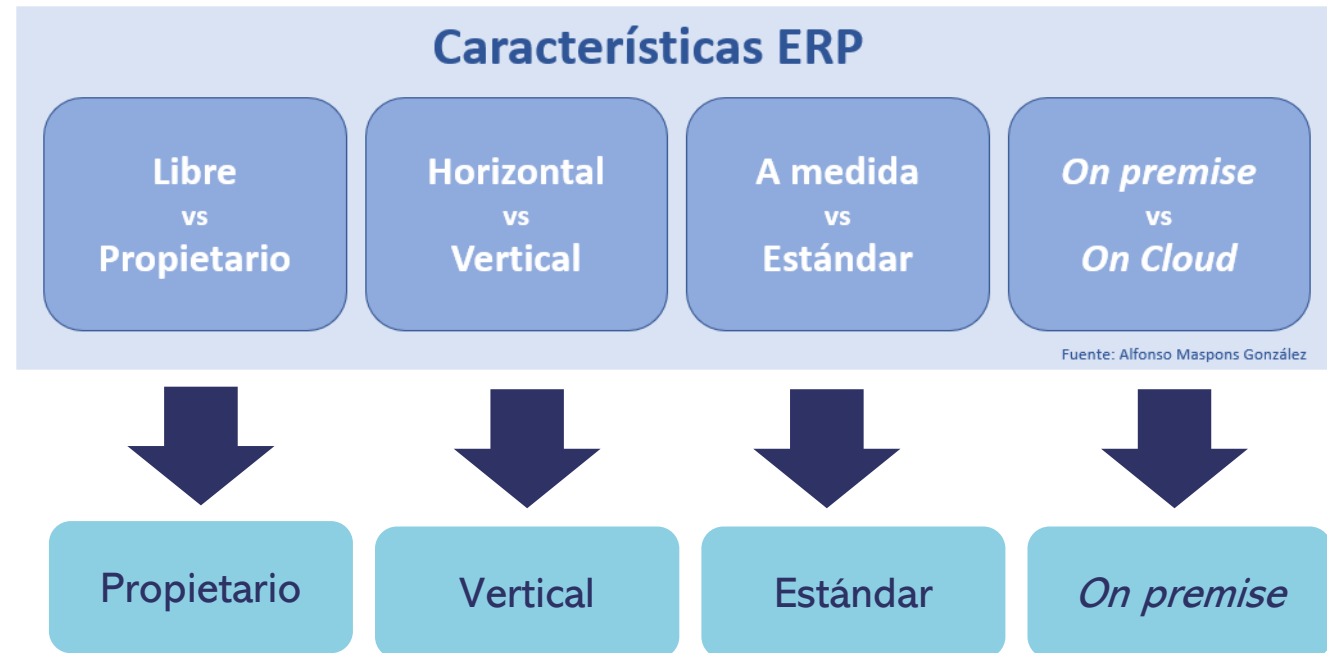 Características ERP
Libre
vs
Propietario
Horizontal
vs
Vertical
A medida
vs
Estándar
On premise
vs
On Cloud
Fuente: Alfonso Maspons González
Propietario
Vertical
Estándar
On premise